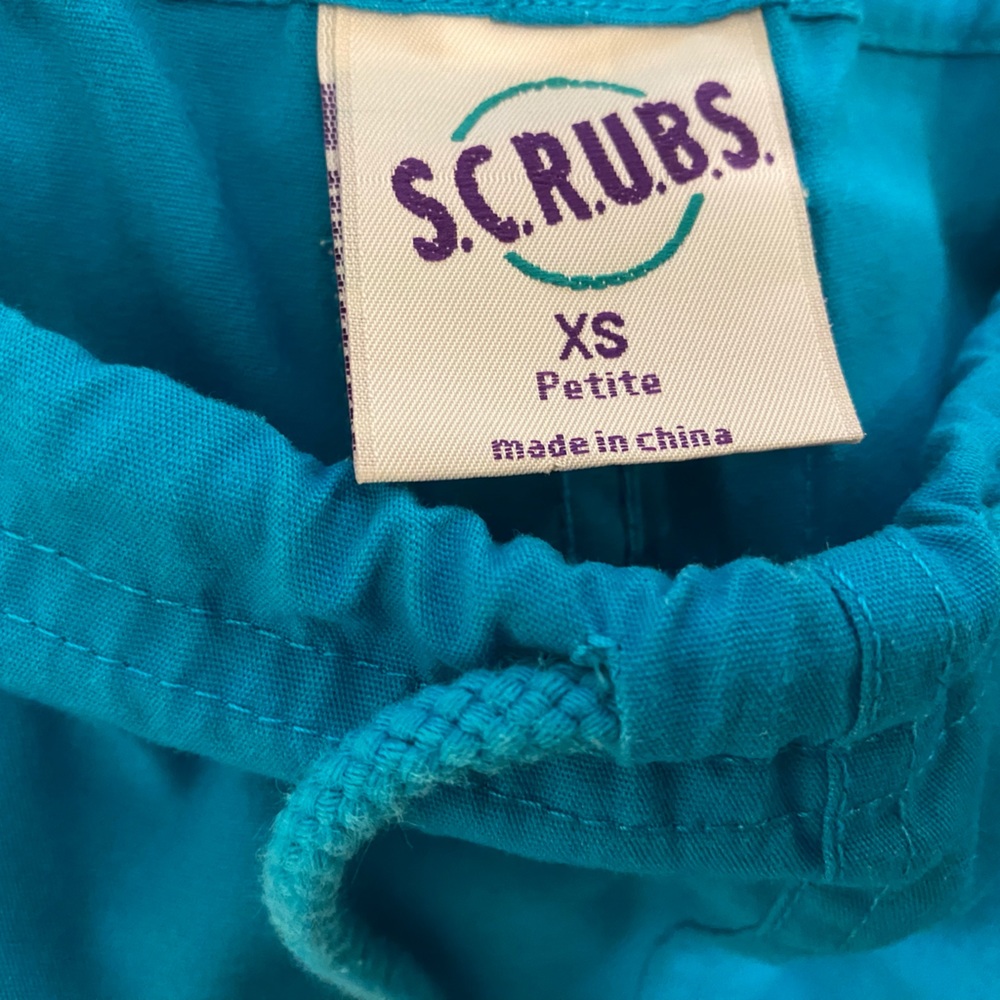 S.C.R.U.B.S.
XS
Petite
made in china